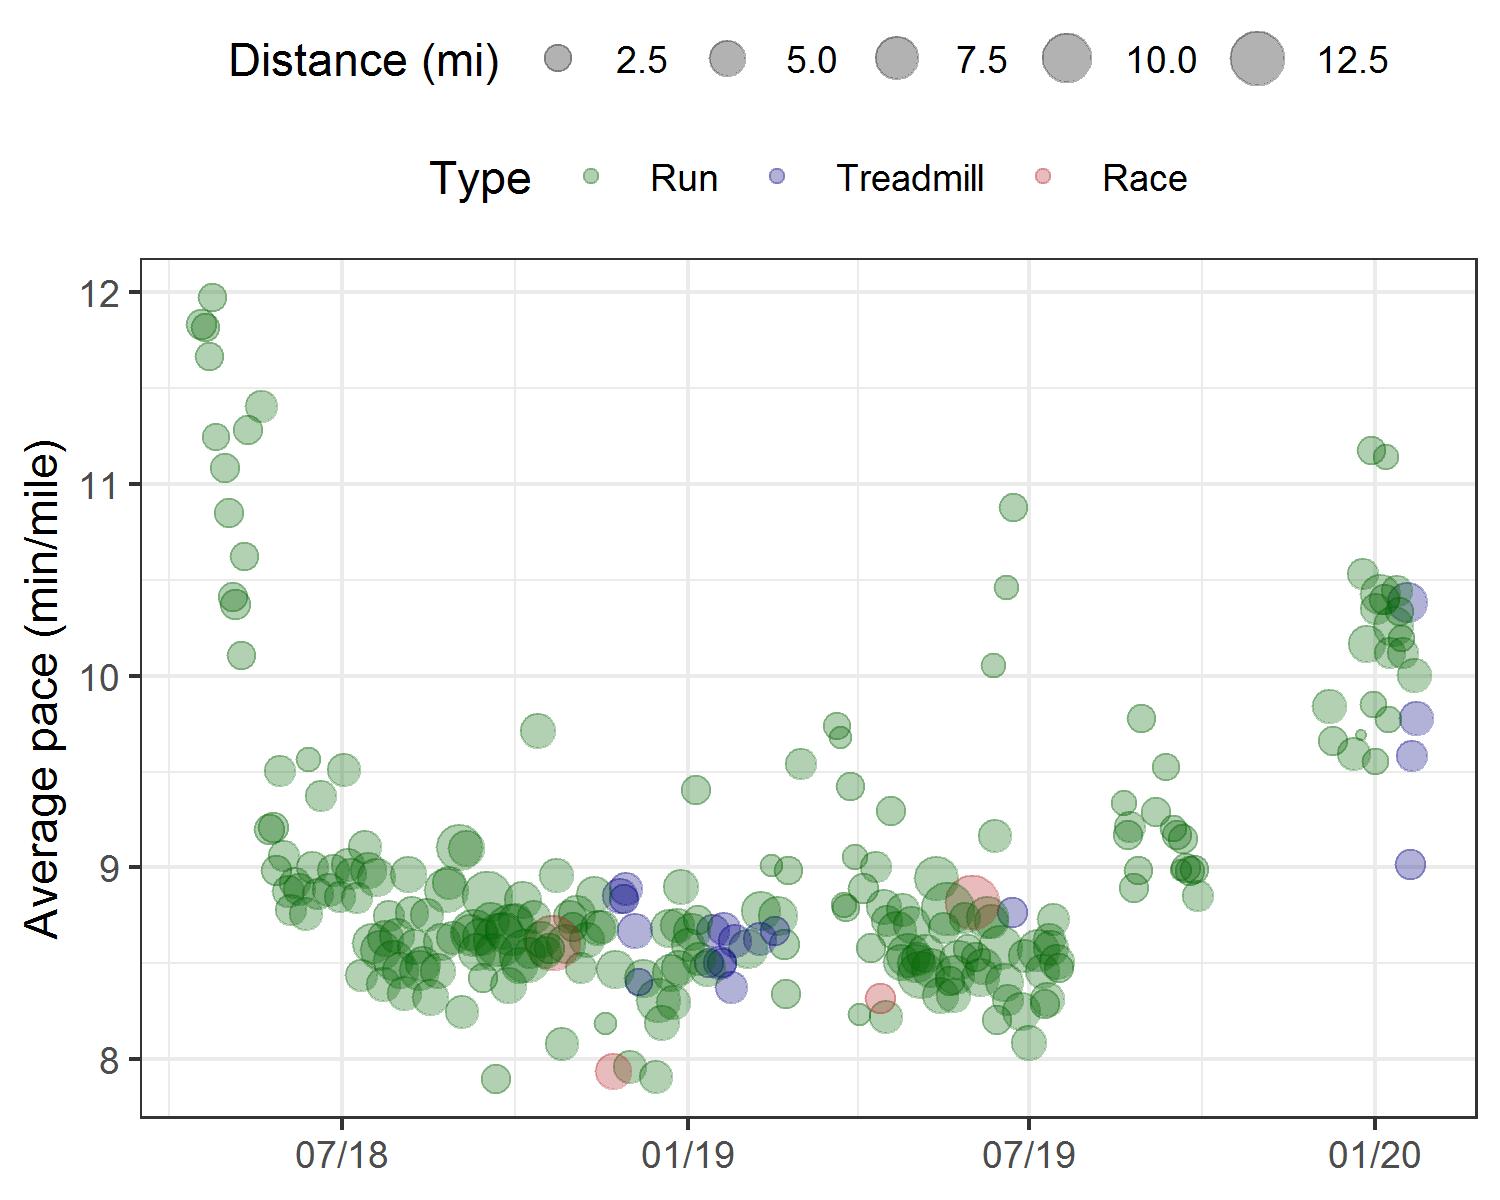 Distance (mi) 2.5 5.0 7.5 10.0 12.5
Type Run Treadmill Race
Average pace (min/mile)
12
11
10
9
8
07/18 01/19 07/19 01/20